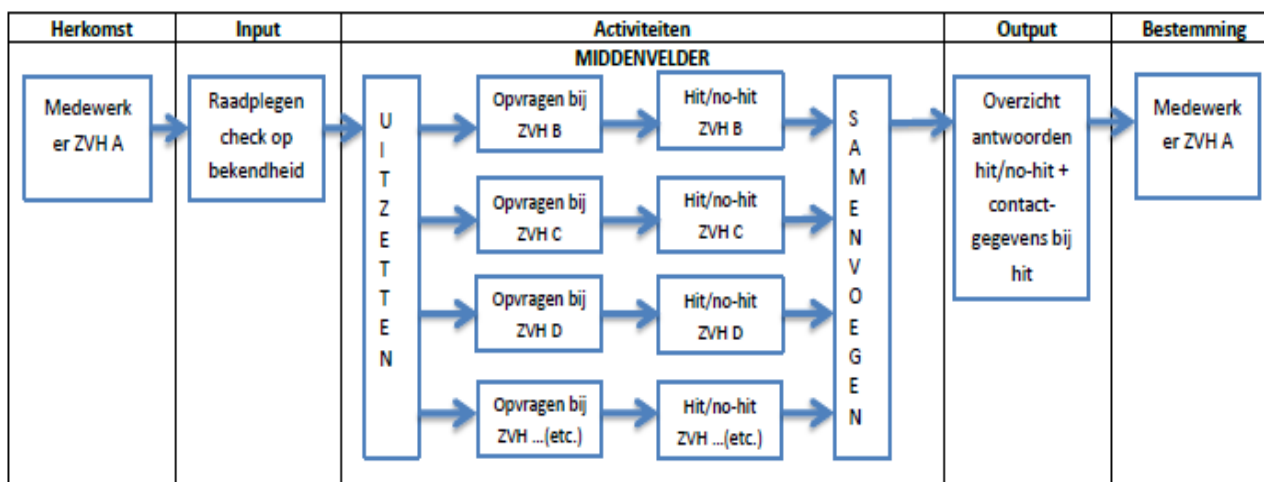 Herkomst
Input
Activiteiten
Output
Bestemming
MIDDENVELDER
Medewerk
er ZVH A
Raadplegen
check op
bekendheid
U
I
T
Z
E
T
T
E
N
Opvragen bij
ZVH B
Hit/no-hit
ZVH B
Opvragen bij
ZVH C
Hit/no-hit
ZVH C
Opvragen bij
ZVH D
Hit/no-hit
ZVH D
Opvragen bij
ZVH ...(etc.)
Hit/no-hit
ZVH ...(etc.)
S
A
M
E
N
V
O
E
G
E
N
Overzicht
antwoorden
hit/no-hit +
contact-
gegevens bij
hit
Medewerk
er ZVH A